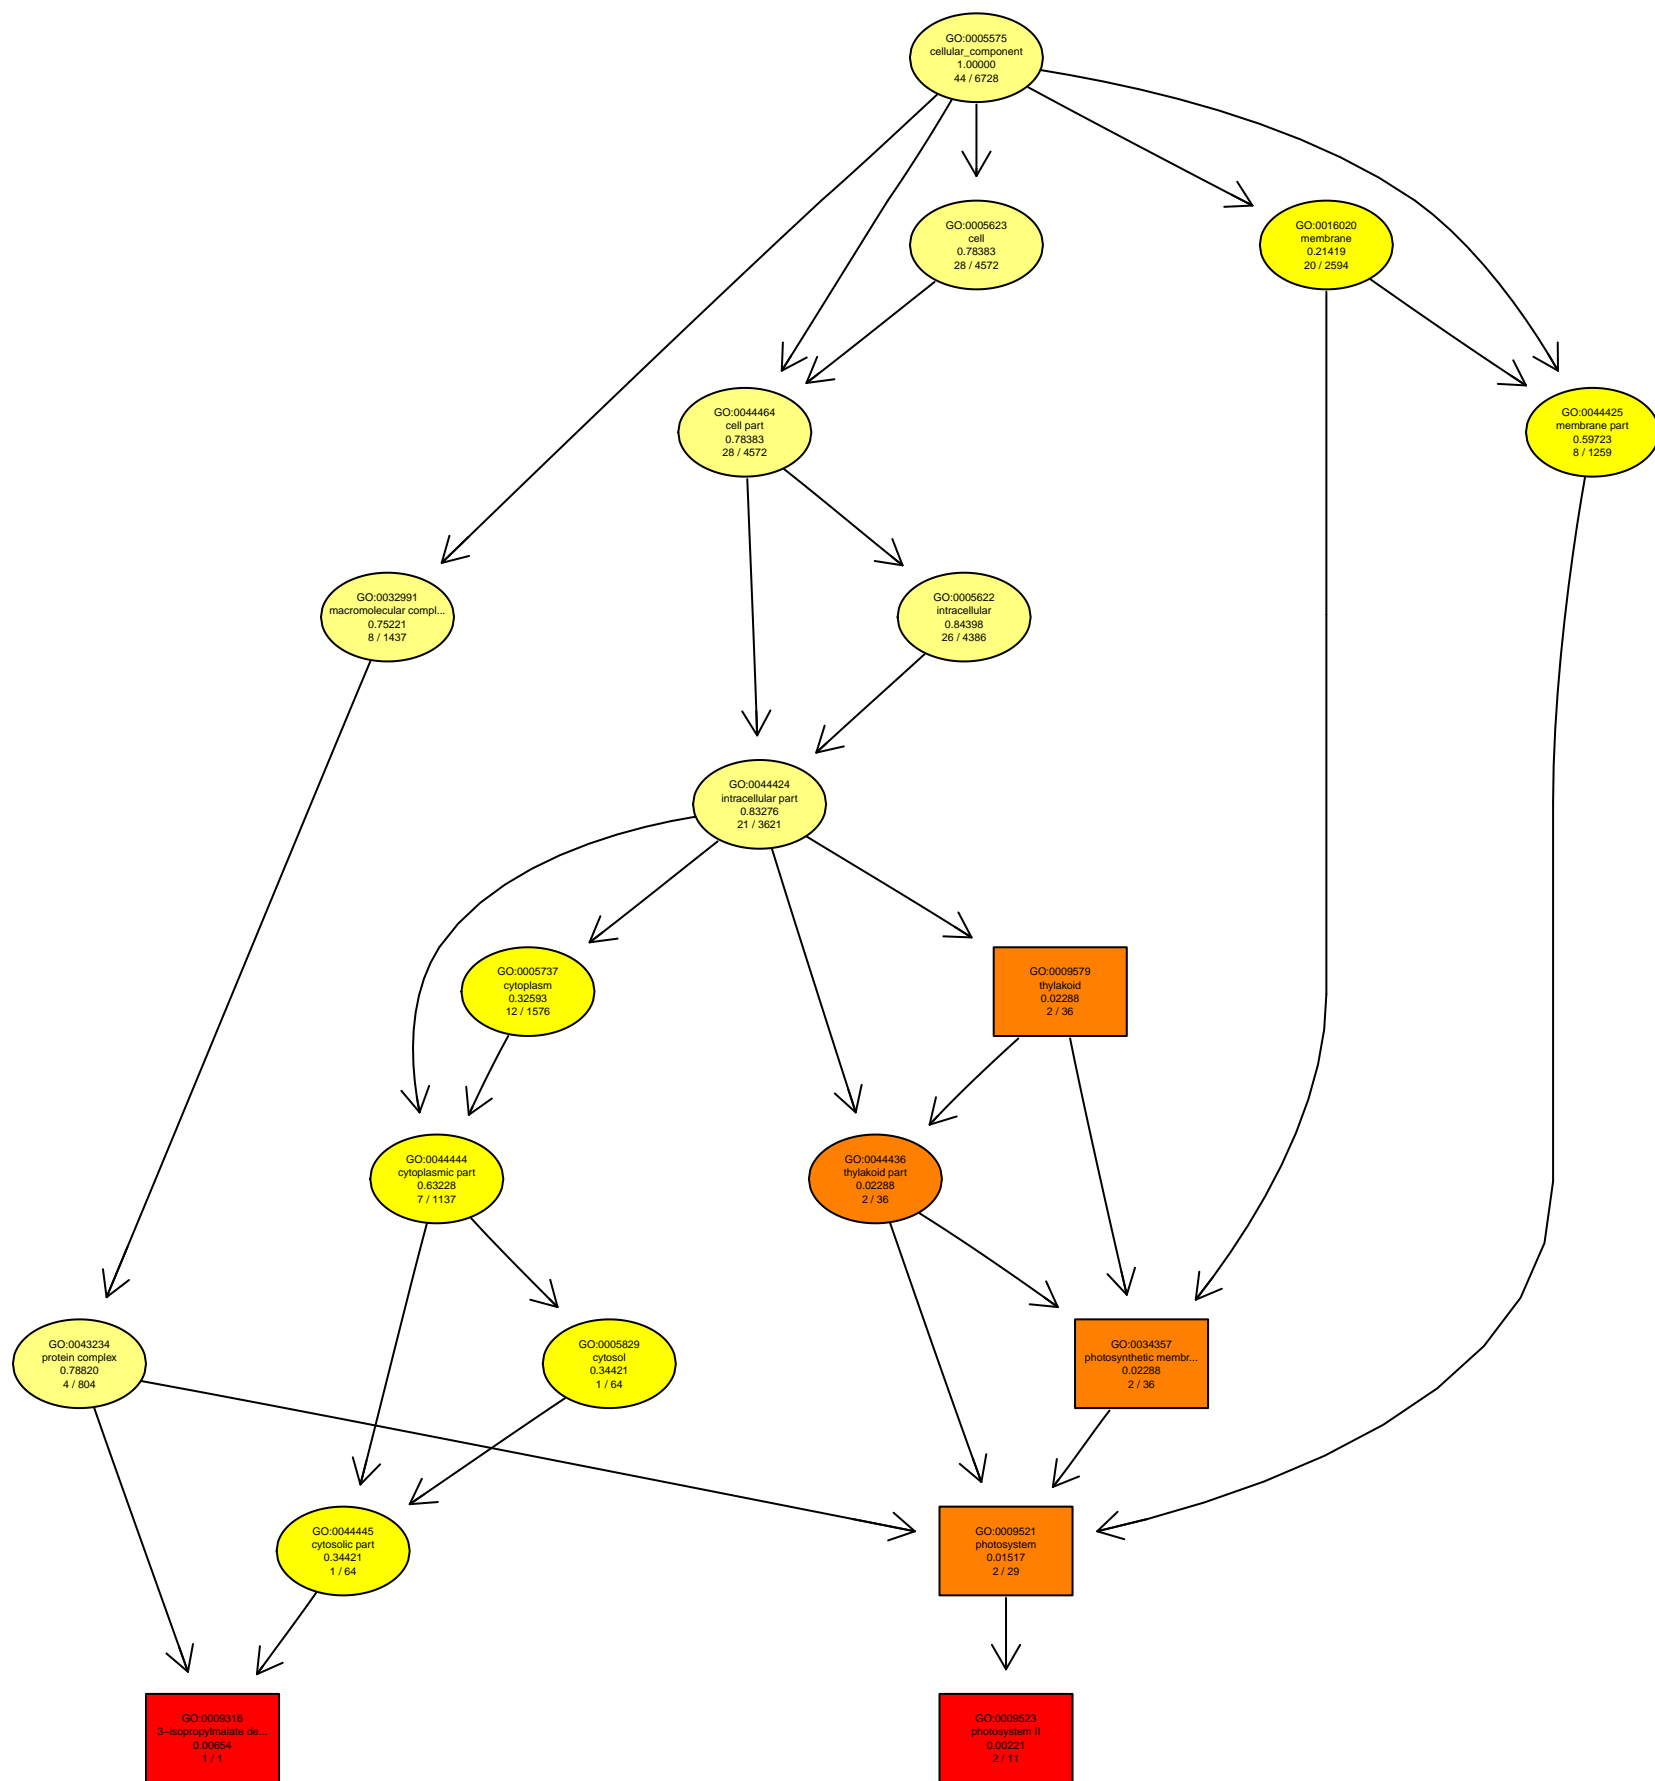 GO:0005575
cellular_component
1.00000
44 / 6728
GO:0005623
cell
0.78383
28 / 4572
GO:0016020
membrane
0.21419
20 / 2594
GO:0044464
cell part
0.78383
28 / 4572
GO:0044425
membrane part
0.59723
8 / 1259
GO:0032991
macromolecular compl...
0.75221
8 / 1437
GO:0005622
intracellular
0.84398
26 / 4386
GO:0044424
intracellular part
0.83276
21 / 3621
GO:0005737
cytoplasm
0.32593
12 / 1576
GO:0009579
thylakoid
0.02288
2 / 36
GO:0044444
cytoplasmic part
0.63228
7 / 1137
GO:0044436
thylakoid part
0.02288
2 / 36
GO:0043234
protein complex
0.78820
4 / 804
GO:0005829
cytosol
0.34421
1 / 64
GO:0034357
photosynthetic membr...
0.02288
2 / 36
GO:0044445
cytosolic part
0.34421
1 / 64
GO:0009521
photosystem
0.01517
2 / 29
GO:0009316
3−isopropylmalate de...
0.00654
1 / 1
GO:0009523
photosystem II
0.00221
2 / 11